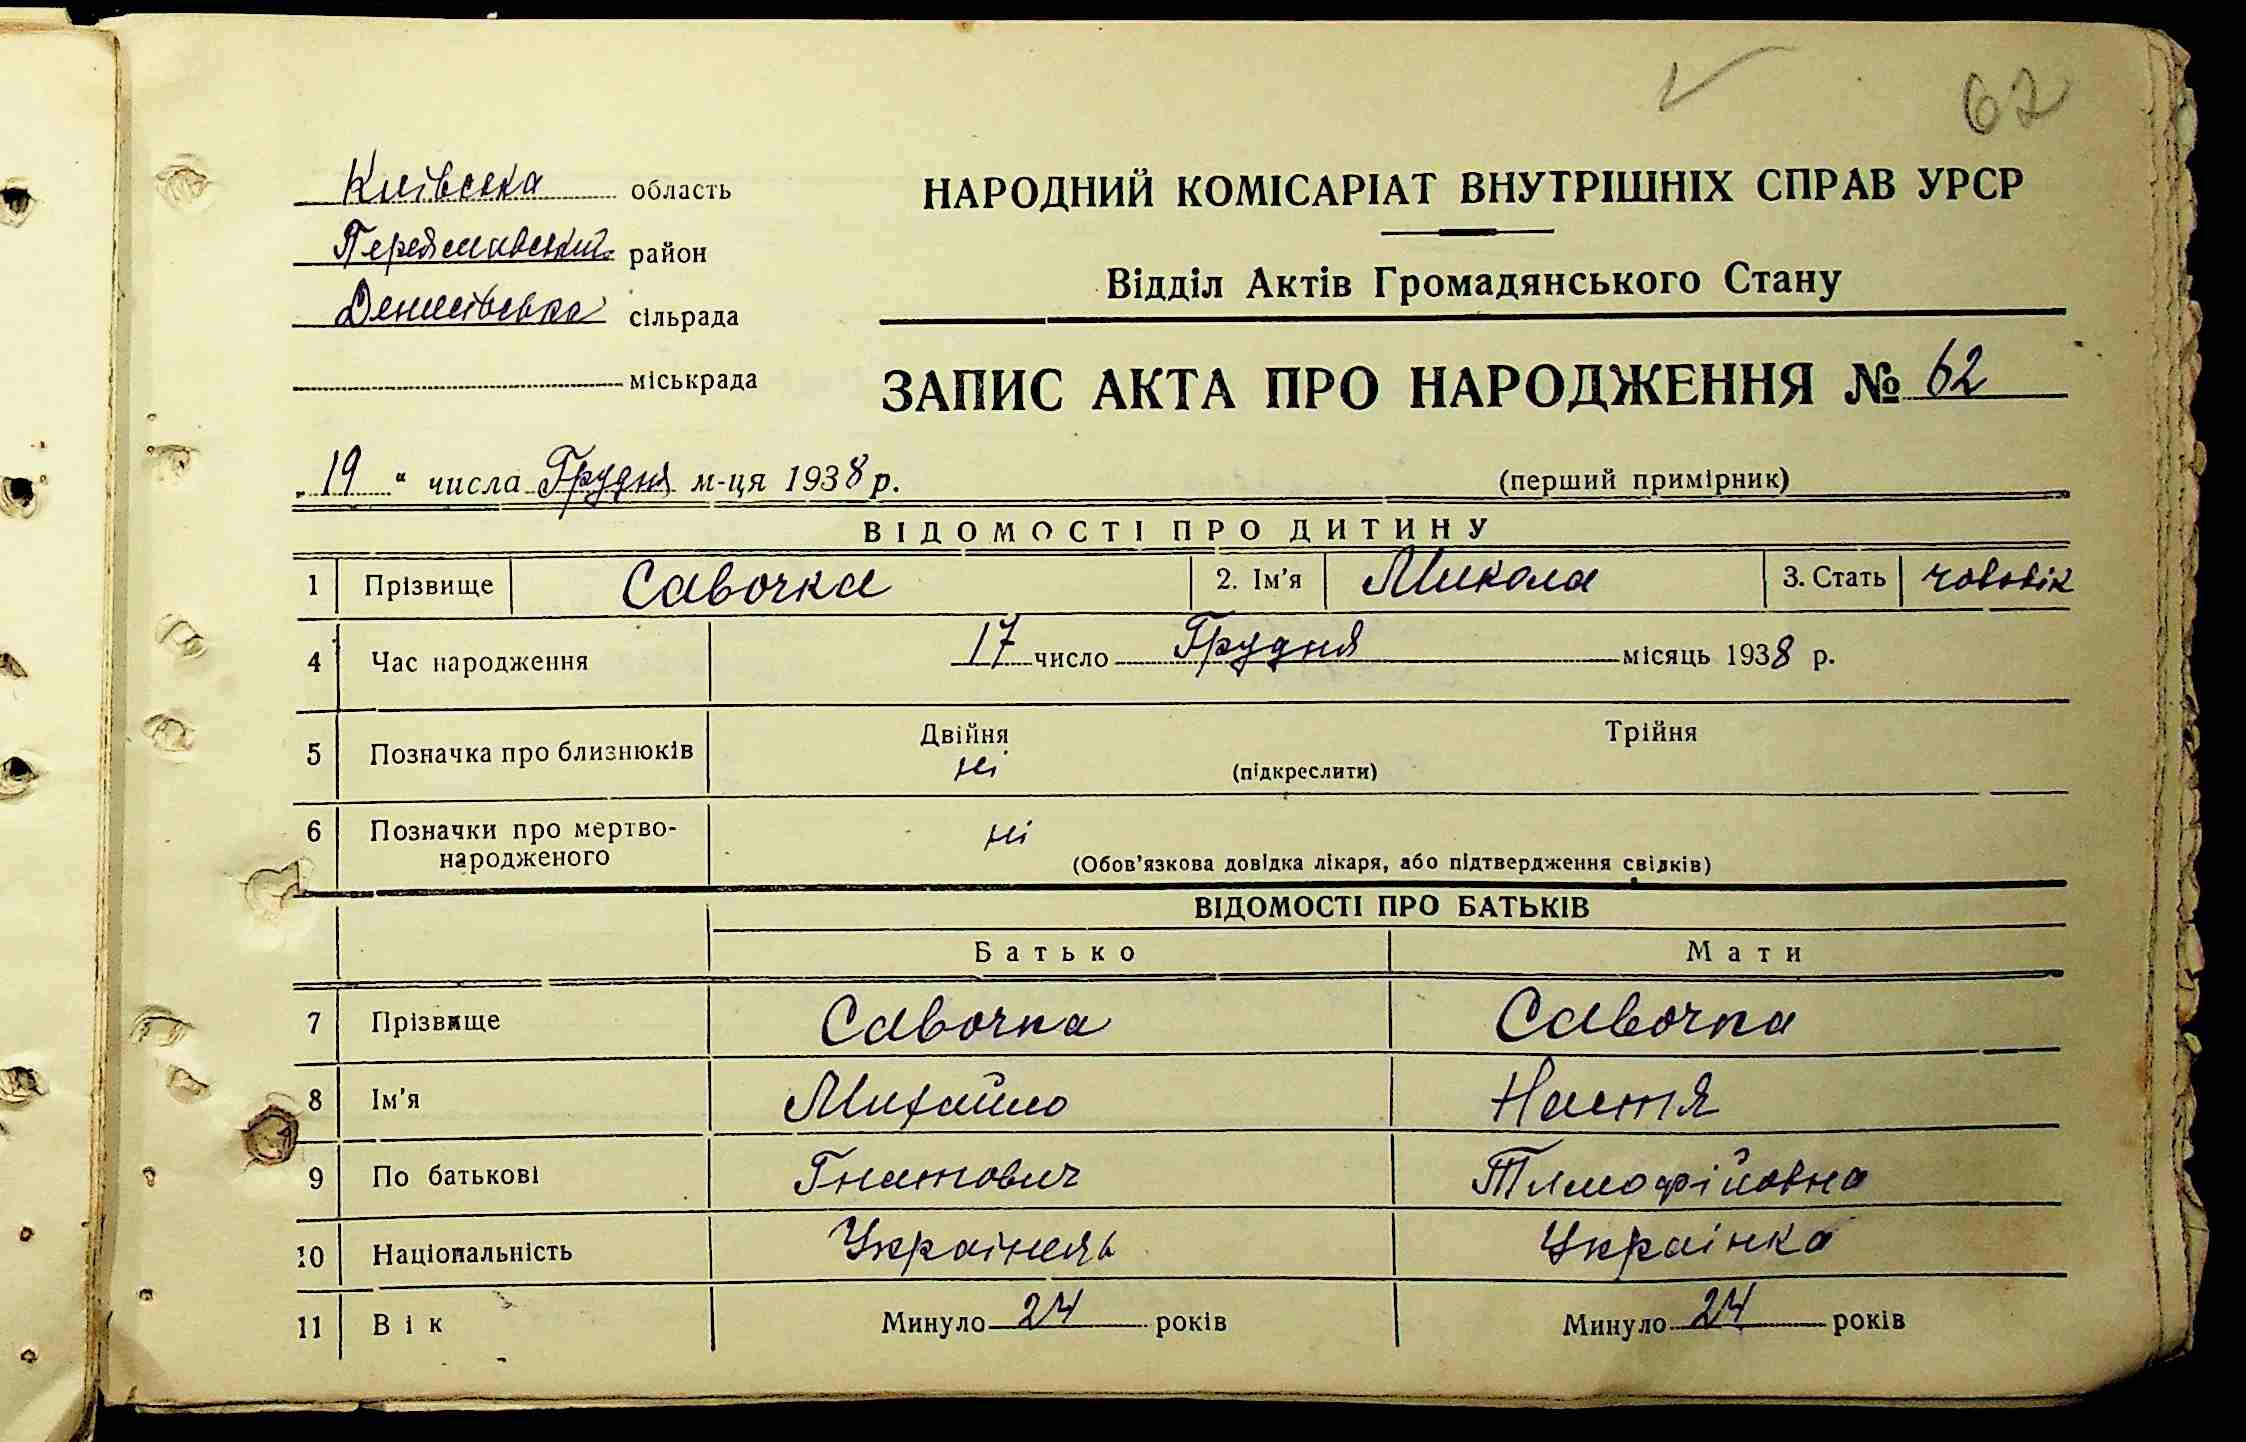 62
Київська область
Переяславський район
Денисівська сільрада
міськрада
НАРОДНИЙ КОМІСАРІАТ ВНУТРІШНІХ СПРАВ УРСР
Відділ Актів Громадянського Стану
ЗАПИС АКТА ПРО НАРОДЖЕННЯ № 62
„19“ числа Грудня м-ця 1938 р. (перший примірник)
ВІДОМОСТІ ПРО ДИТИНУ
1 Прізвище Савочка 2. Ім'я Микола 3. Стать чоловік
4 Час народження 17 число Грудня місяць 1938 р.
5 Позначка про близнюків Двійня Трійня
ні (підкреслити)
6 Позначки про мертво-
народженого ні
(Обов'язкова довідка лікаря, або підтвердження свідків)
ВІДОМОСТІ ПРО БАТЬКІВ
Батько Мати
7 Прізвище Савочка Савочка
8 Ім'я Михайло Настя
9 По батькові Гнатович Тимофійовна
10 Національність Українець Українка
11 Вік Минуло 24 років Минуло 24 років